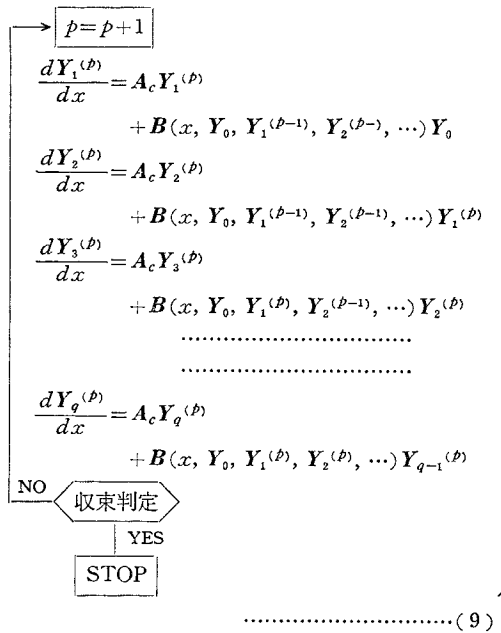 p=p+1
dY₁⁽ᵖ⁾/dx = A_c Y₁⁽ᵖ⁾
+B(x, Y₀, Y₁⁽ᵖ⁻¹⁾, Y₂⁽ᵖ⁻⁾, …)Y₀
dY₂⁽ᵖ⁾/dx = A_c Y₂⁽ᵖ⁾
+B(x, Y₀, Y₁⁽ᵖ⁻¹⁾, Y₂⁽ᵖ⁻¹⁾, …)Y₁⁽ᵖ⁾
dY₃⁽ᵖ⁾/dx = A_c Y₃⁽ᵖ⁾
+B(x, Y₀, Y₁⁽ᵖ⁾, Y₂⁽ᵖ⁻¹⁾, …)Y₂⁽ᵖ⁾
.................................
.................................
dY_q⁽ᵖ⁾/dx = A_c Y_q⁽ᵖ⁾
+B(x, Y₀, Y₁⁽ᵖ⁾, Y₂⁽ᵖ⁾, …)Y_{q-1}⁽ᵖ⁾
NO
収束判定
YES
STOP
..............................(9)